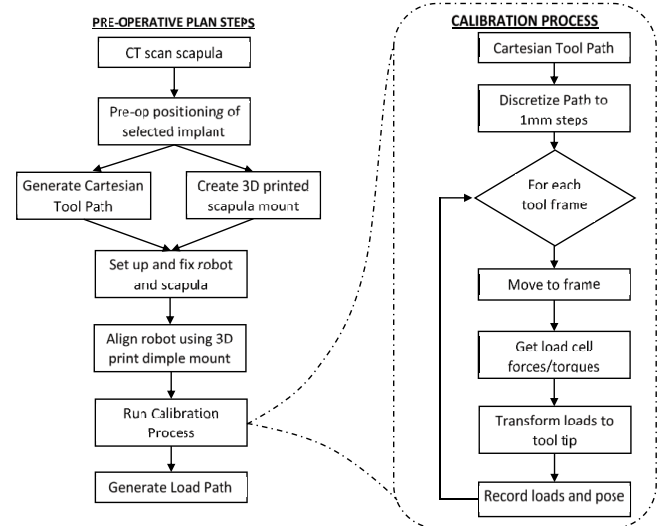 PRE-OPERATIVE PLAN STEPS
CT scan scapula
Pre-op positioning of
selected implant
Generate Cartesian
Tool Path
Create 3D printed
scapula mount
Set up and fix robot
and scapula
Align robot using 3D
print dimple mount
Run Calibration
Process
Generate Load Path
CALIBRATION PROCESS
Cartesian Tool Path
Discretize Path to
1mm steps
For each
tool frame
Move to frame
Get load cell
forces/torques
Transform loads to
tool tip
Record loads and pose